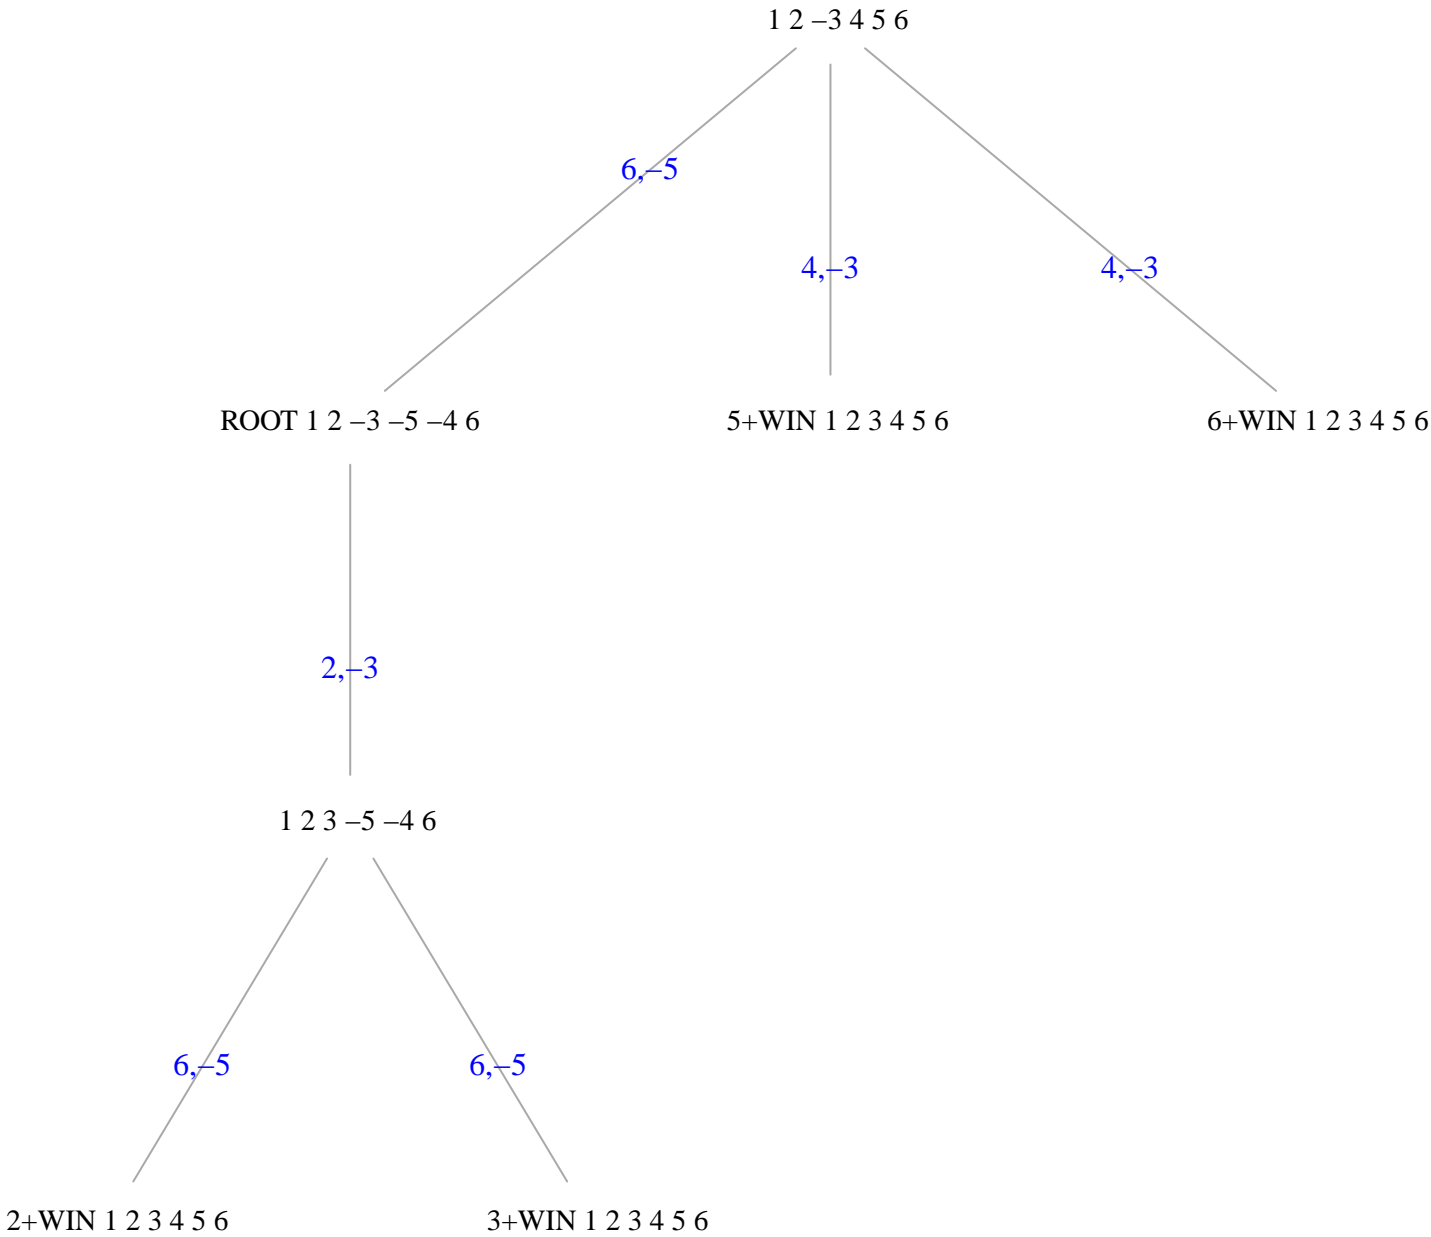 1 2 –3 4 5 6
6,–5
4,–3
4,–3
ROOT 1 2 –3 –5 –4 6
5+WIN 1 2 3 4 5 6
6+WIN 1 2 3 4 5 6
2,–3
1 2 3 –5 –4 6
6,–5
6,–5
2+WIN 1 2 3 4 5 6
3+WIN 1 2 3 4 5 6